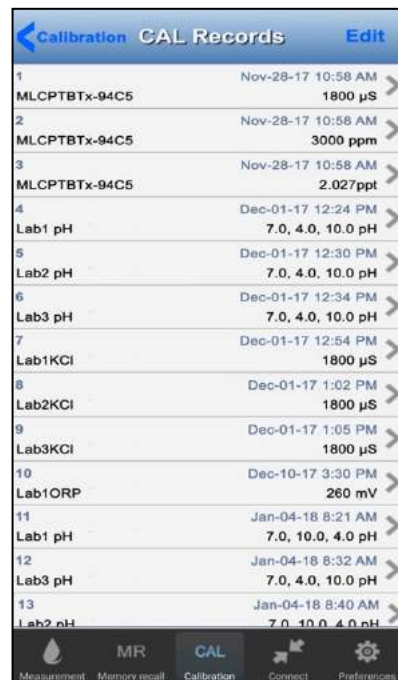 Calibration CAL Records Edit
1 Nov-28-17 10:58 AM
MLCPTBTx-94C5 1800 µS
2 Nov-28-17 10:58 AM
MLCPTBTx-94C5 3000 ppm
3 Nov-28-17 10:58 AM
MLCPTBTx-94C5 2.027ppt
4 Dec-01-17 12:24 PM
Lab1 pH 7.0, 4.0, 10.0 pH
5 Dec-01-17 12:30 PM
Lab2 pH 7.0, 4.0, 10.0 pH
6 Dec-01-17 12:34 PM
Lab3 pH 7.0, 4.0, 10.0 pH
7 Dec-01-17 12:54 PM
Lab1KCl 1800 µS
8 Dec-01-17 1:02 PM
Lab2KCl 1800 µS
9 Dec-01-17 1:05 PM
Lab3KCl 1800 µS
10 Dec-10-17 3:30 PM
Lab1ORP 260 mV
11 Jan-04-18 8:21 AM
Lab1 pH 7.0, 10.0, 4.0 pH
12 Jan-04-18 8:32 AM
Lab3 pH 7.0, 4.0, 10.0 pH
13 Jan-04-18 8:40 AM
Lab2 pH 7.0, 10.0, 4.0 pH
MR CAL
Measurement Memory recall Calibration Connect Preferences